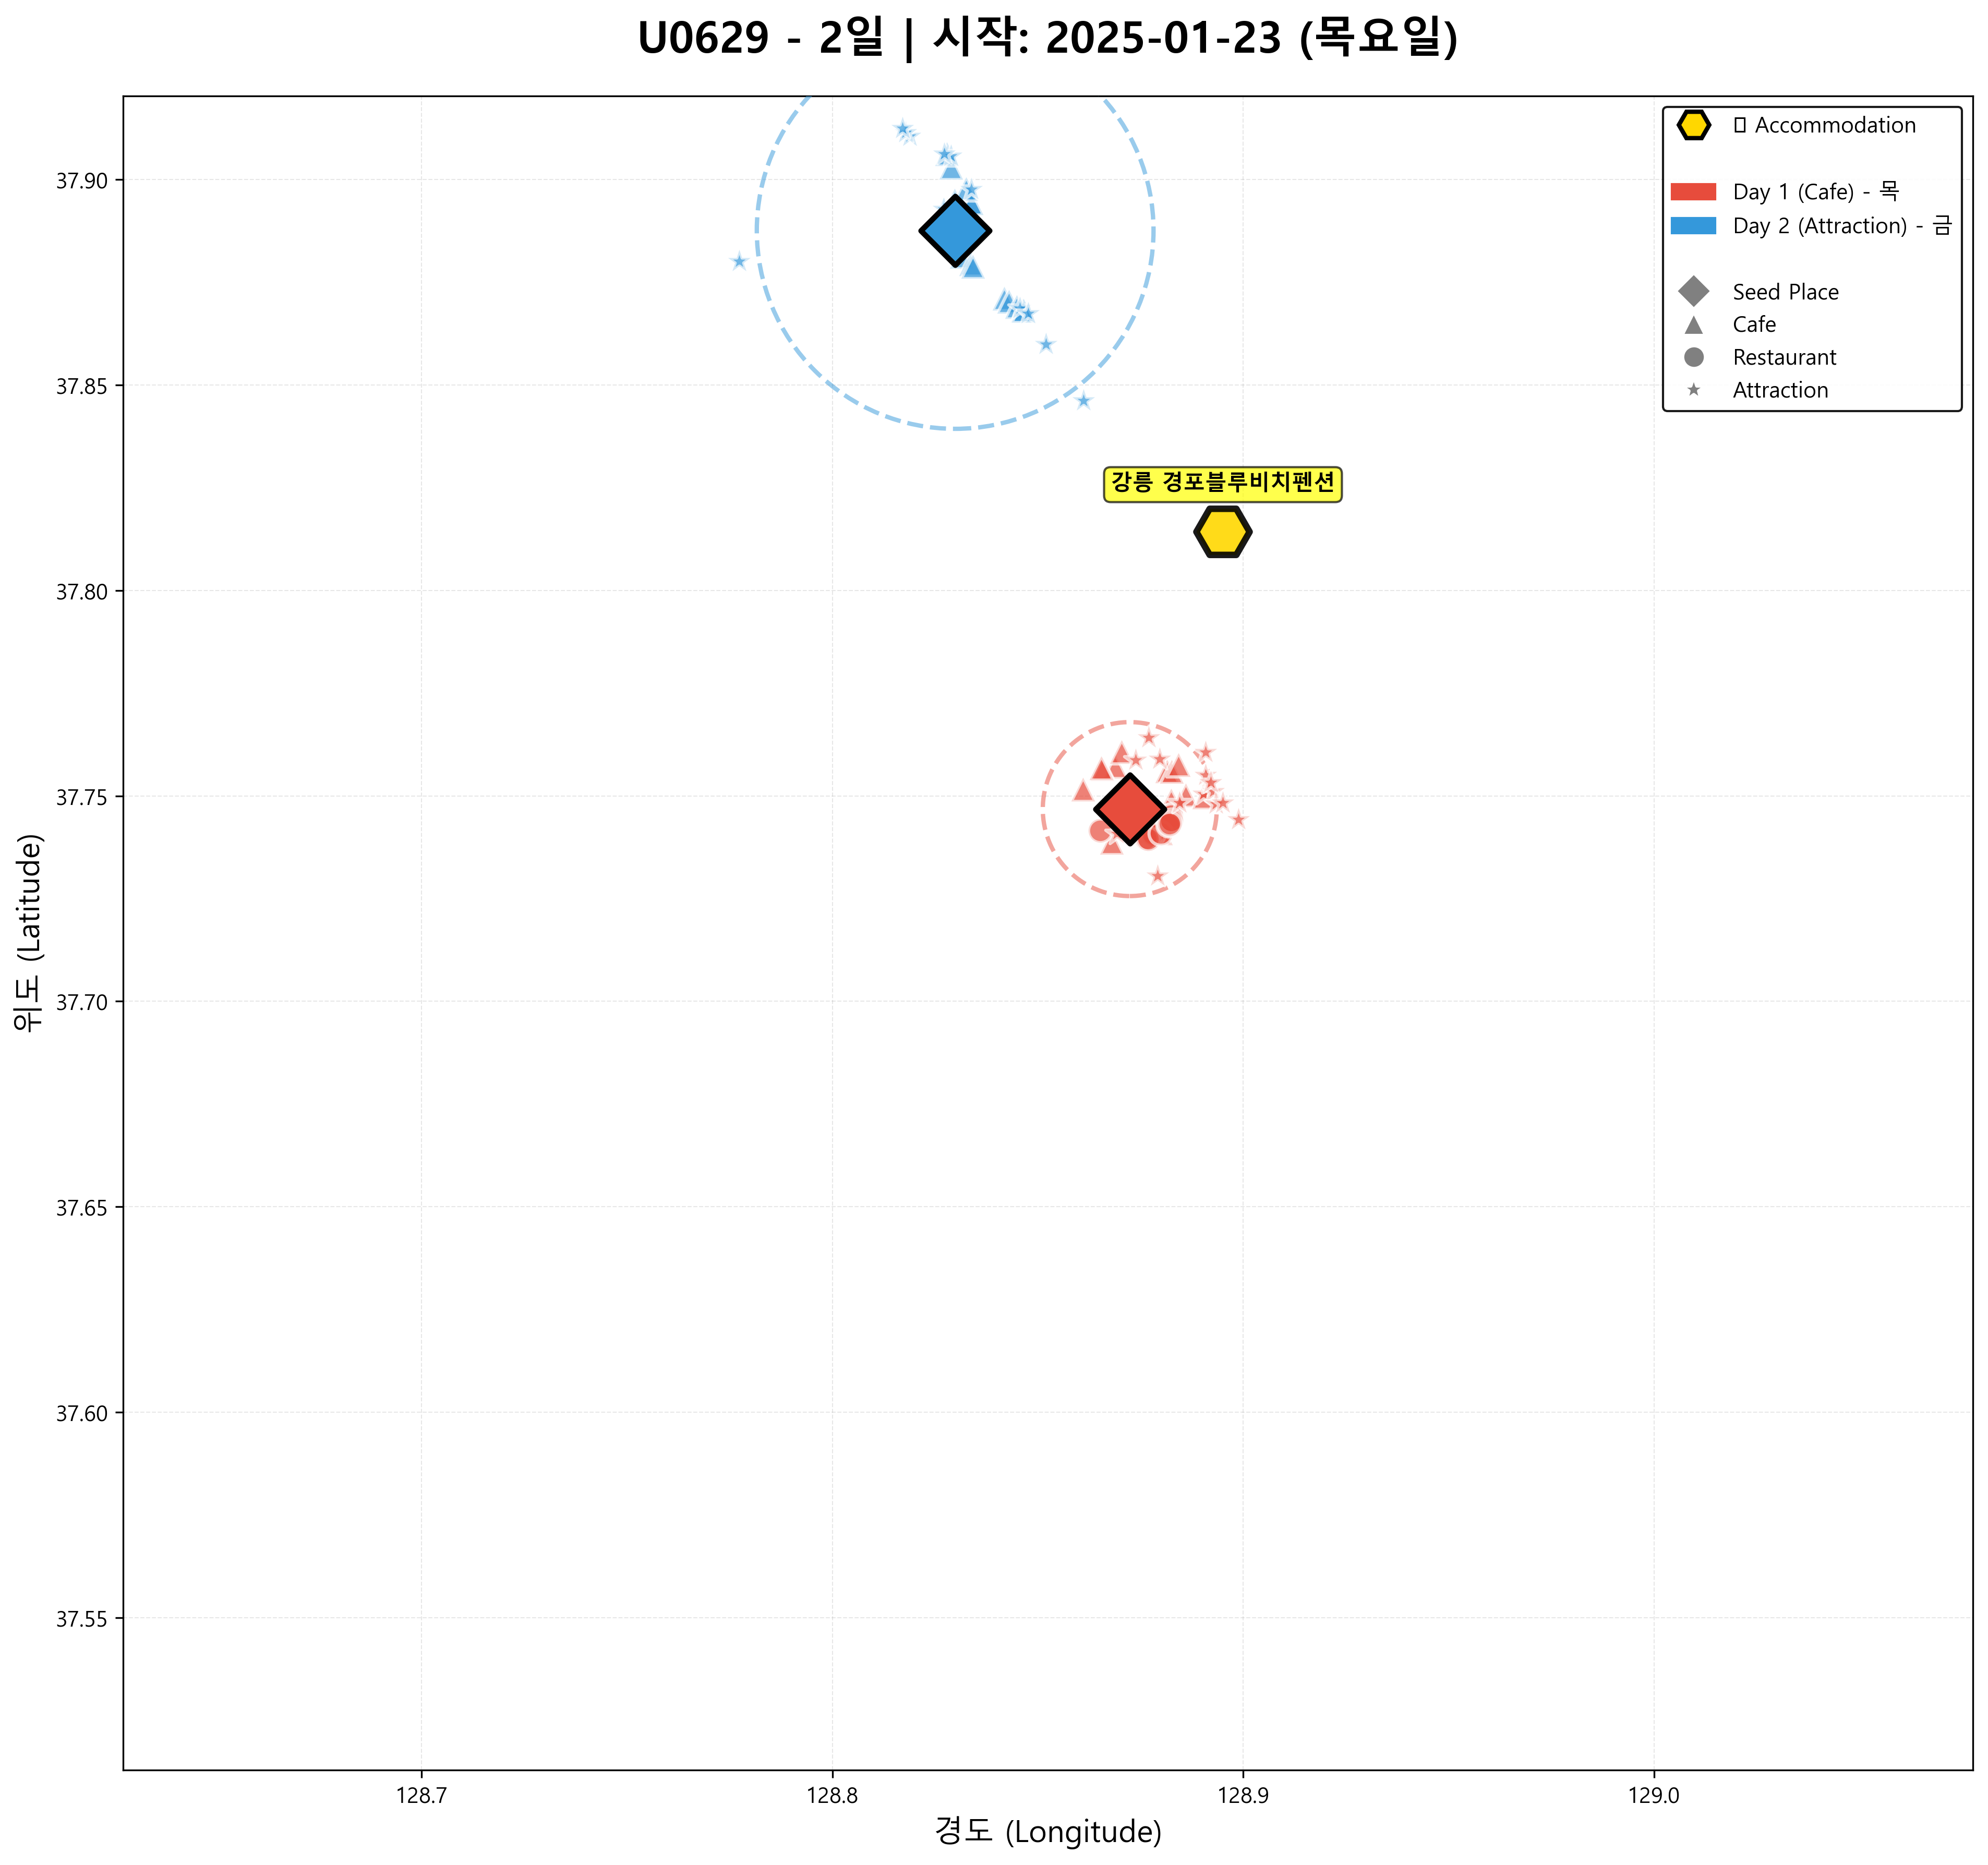 U0629 - 2일 | 시작: 2025-01-23 (목요일)
▯ Accommodation
Day 1 (Cafe) - 목
Day 2 (Attraction) - 금
Seed Place
Cafe
Restaurant
Attraction
강릉 경포블루비치펜션
37.90
37.85
37.80
37.75
37.70
37.65
37.60
37.55
위도 (Latitude)
128.7
128.8
128.9
129.0
경도 (Longitude)